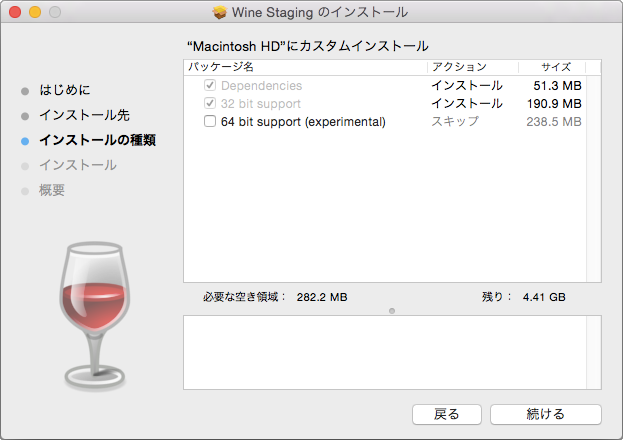 Wine Staging のインストール
"Macintosh HD"にカスタムインストール
はじめに
インストール先
インストールの種類
インストール
概要
パッケージ名 アクション サイズ
Dependencies インストール 51.3 MB
32 bit support インストール 190.9 MB
64 bit support (experimental) スキップ 238.5 MB
必要な空き領域： 282.2 MB 残り： 4.41 GB
戻る 続ける